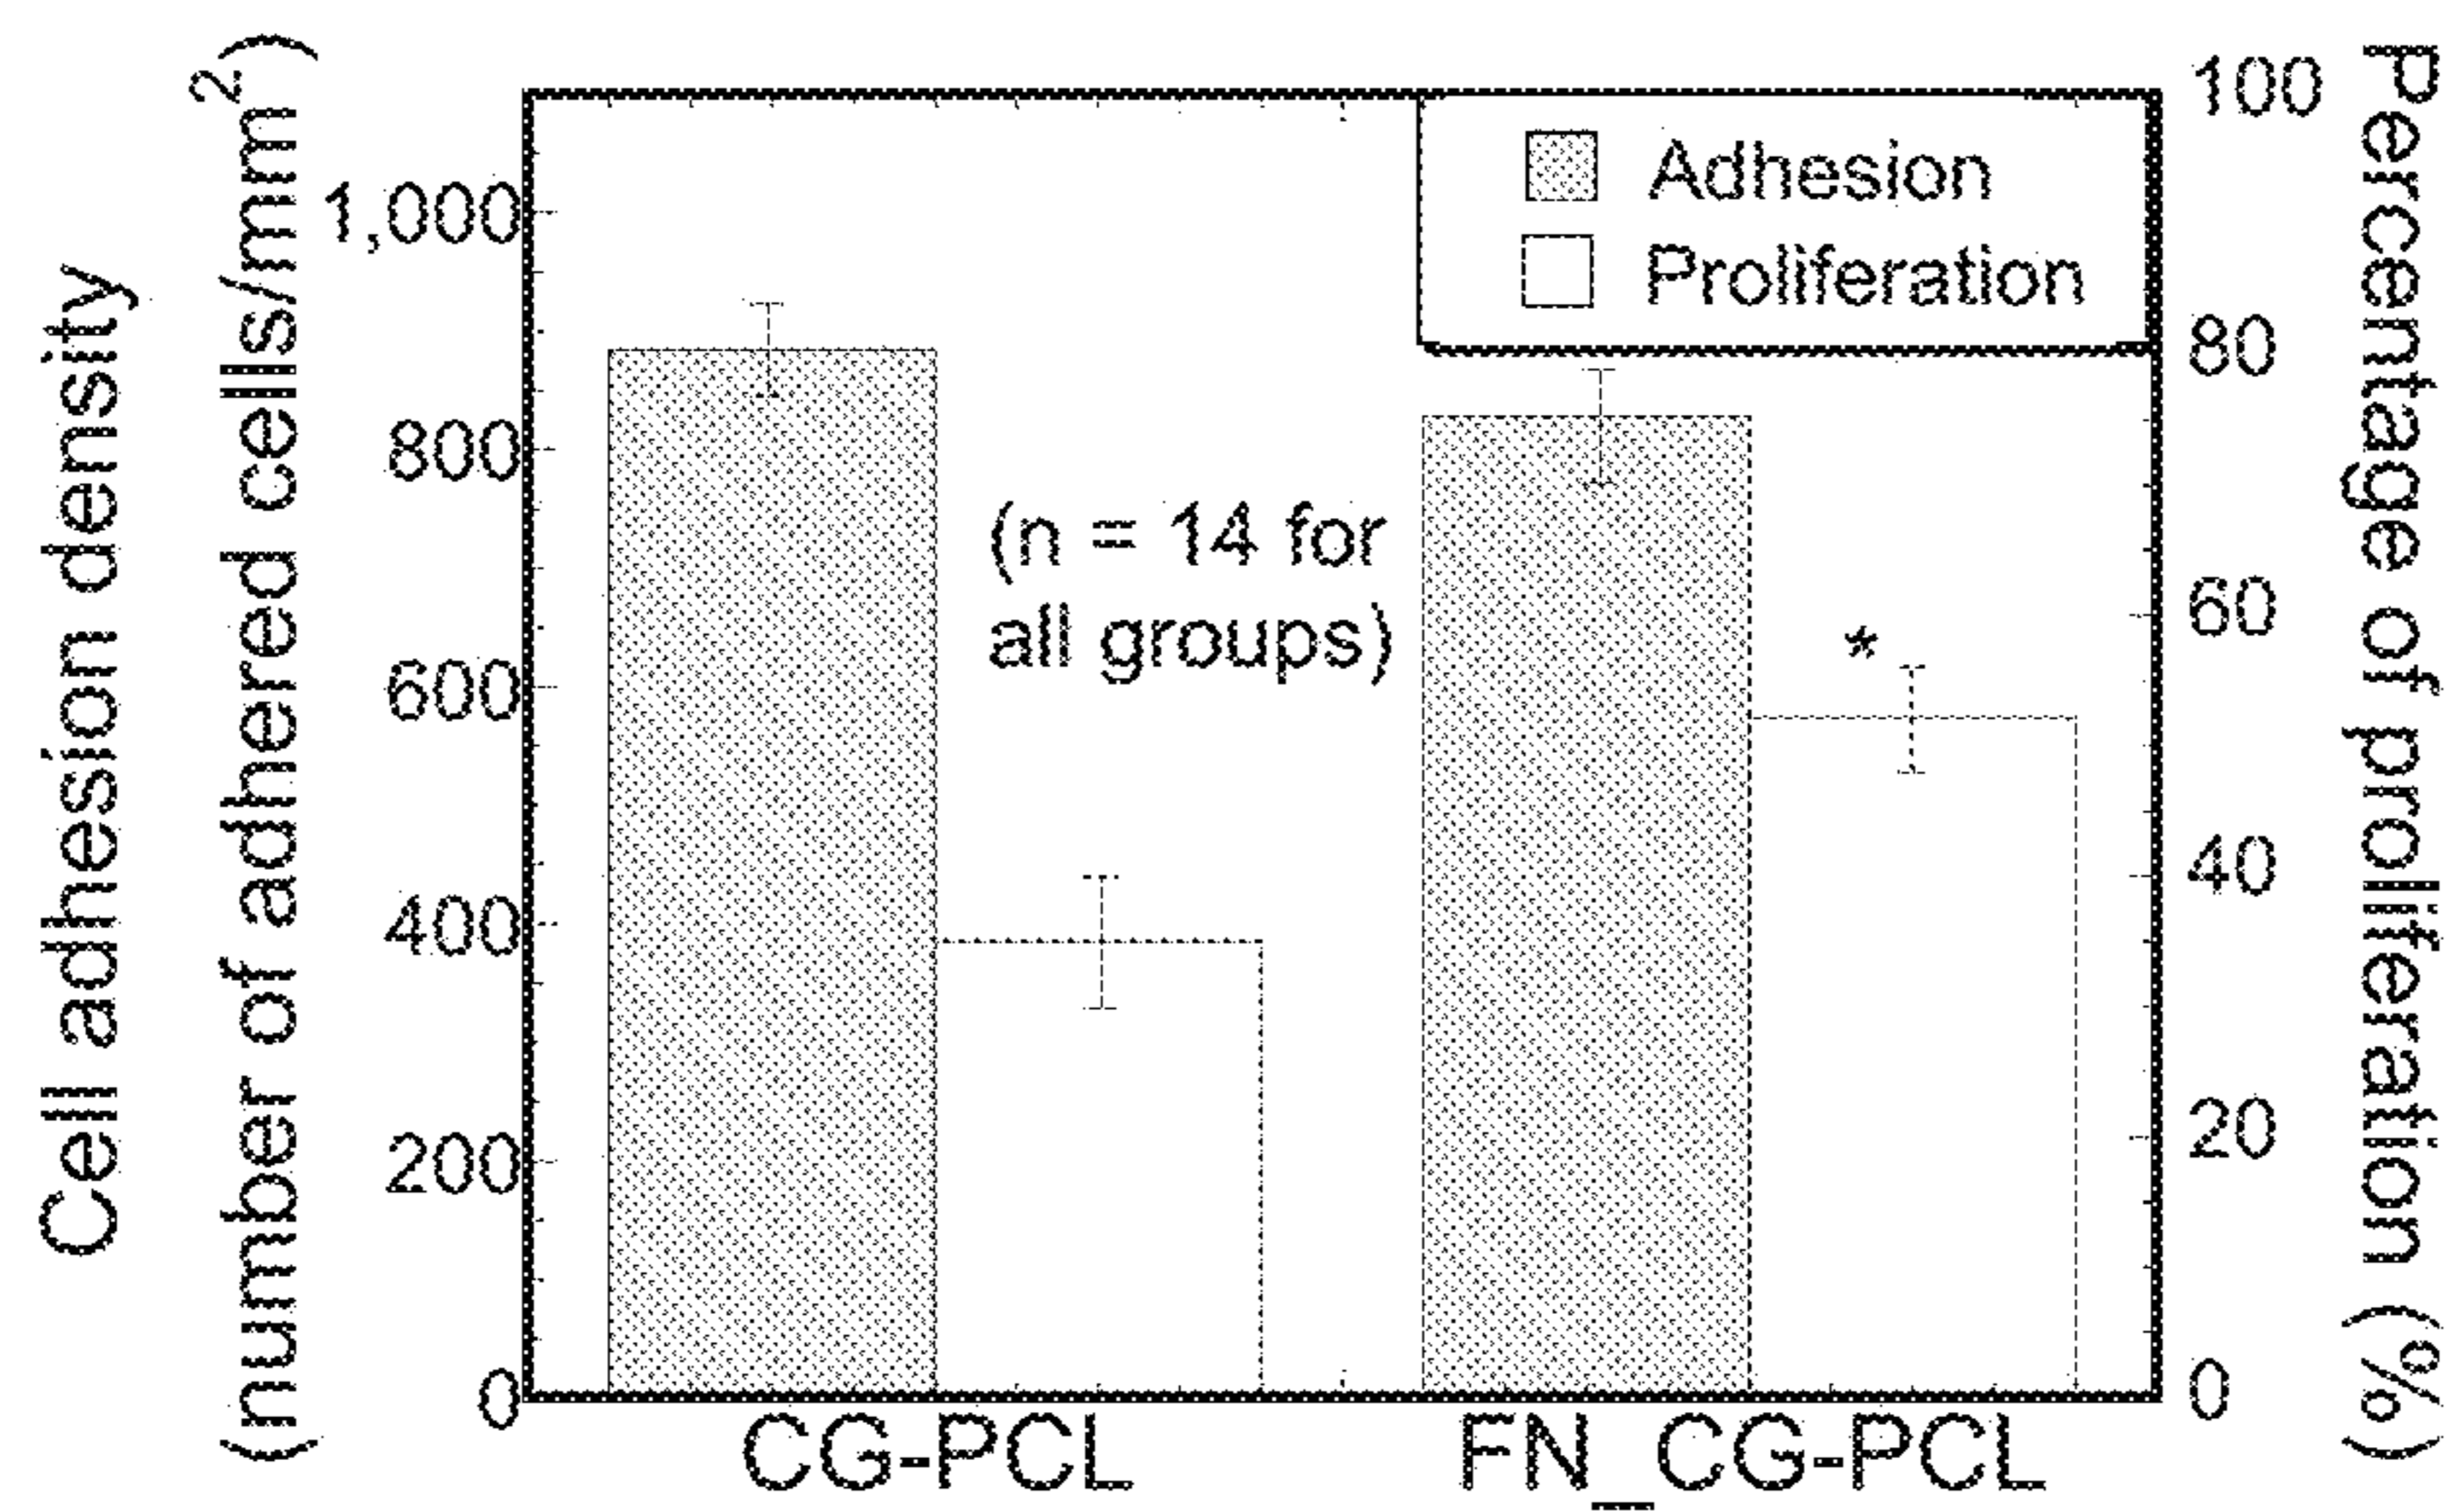 Cell adhesion density
(number of adhered cells/mm²)
1,000
800
600
400
200
0
Adhesion
Proliferation
(n = 14 for
all groups)
*
100
80
60
40
20
0
Percentage of proliferation (%)
CG-PCL
FN_CG-PCL